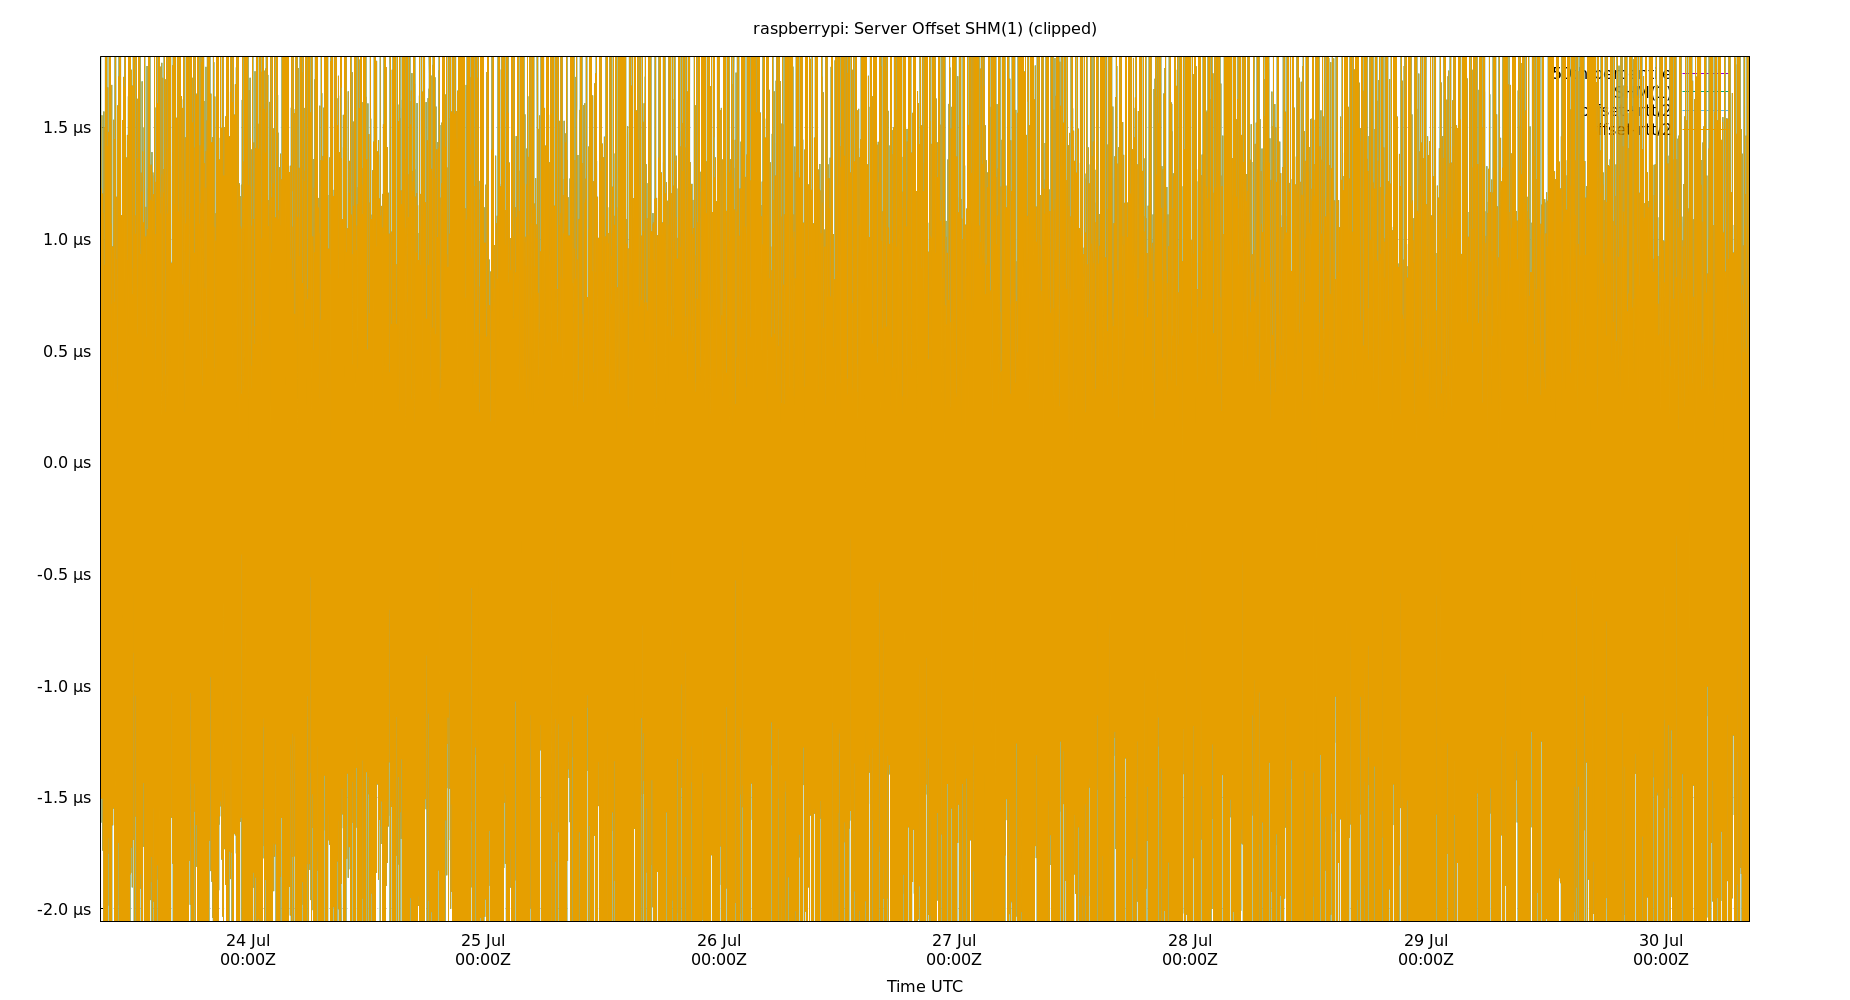 raspberrypi: Server Offset SHM(1) (clipped)
1.5 µs
1.0 µs
0.5 µs
0.0 µs
-0.5 µs
-1.0 µs
-1.5 µs
-2.0 µs
24 Jul
00:00Z
25 Jul
00:00Z
26 Jul
00:00Z
27 Jul
00:00Z
28 Jul
00:00Z
29 Jul
00:00Z
30 Jul
00:00Z
Time UTC